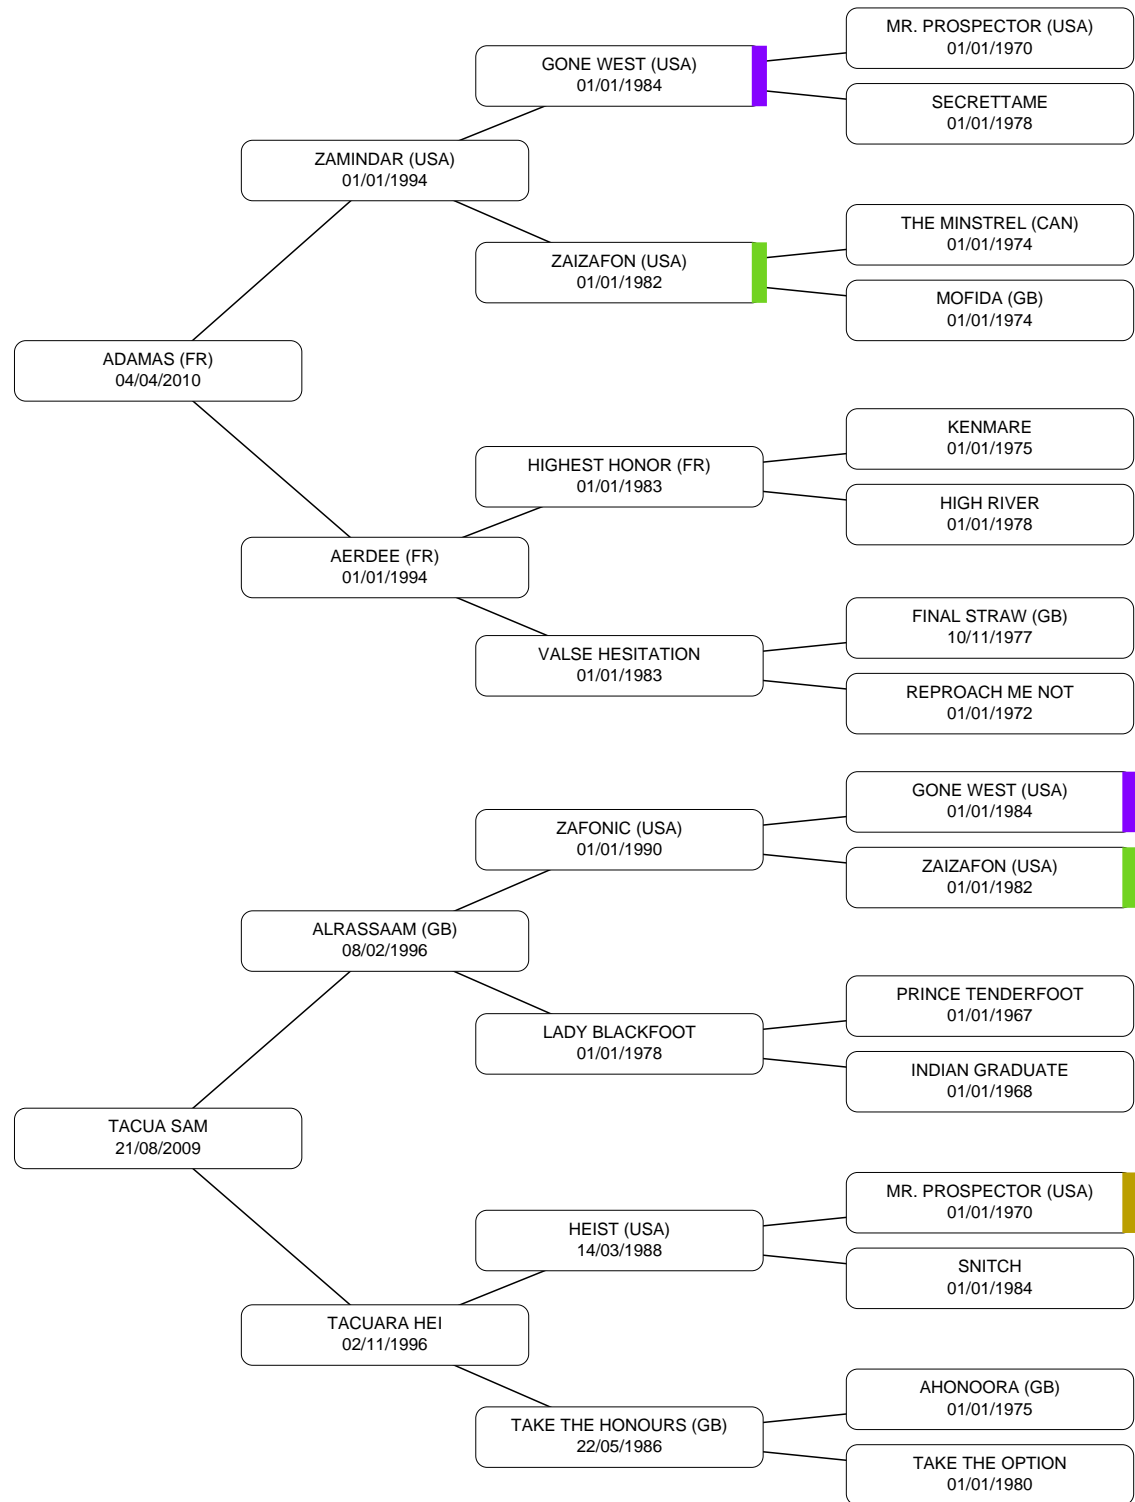 MR. PROSPECTOR (USA)
01/01/1970
GONE WEST (USA)
01/01/1984
SECRETTAME
01/01/1978
ZAMINDAR (USA)
01/01/1994
THE MINSTREL (CAN)
01/01/1974
ZAIZAFON (USA)
01/01/1982
MOFIDA (GB)
01/01/1974
ADAMAS (FR)
04/04/2010
KENMARE
01/01/1975
HIGHEST HONOR (FR)
01/01/1983
HIGH RIVER
01/01/1978
AERDEE (FR)
01/01/1994
FINAL STRAW (GB)
10/11/1977
VALSE HESITATION
01/01/1983
REPROACH ME NOT
01/01/1972
GONE WEST (USA)
01/01/1984
ZAFONIC (USA)
01/01/1990
ZAIZAFON (USA)
01/01/1982
ALRASSAAM (GB)
08/02/1996
PRINCE TENDERFOOT
01/01/1967
LADY BLACKFOOT
01/01/1978
INDIAN GRADUATE
01/01/1968
TACUA SAM
21/08/2009
MR. PROSPECTOR (USA)
01/01/1970
HEIST (USA)
14/03/1988
SNITCH
01/01/1984
TACUARA HEI
02/11/1996
AHONOORA (GB)
01/01/1975
TAKE THE HONOURS (GB)
22/05/1986
TAKE THE OPTION
01/01/1980